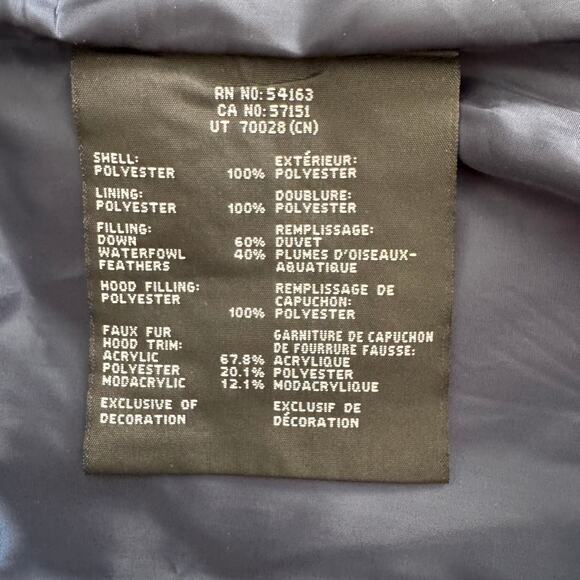 RN NO: 54163
CA NO: 57151
UT 70028 (CN)
SHELL: EXTÉRIEUR:
POLYESTER 100% POLYESTER
LINING: DOUBLURE:
POLYESTER 100% POLYESTER
FILLING: REMPLISSAGE:
DOWN 60% DUVET
WATERFOWL 40% PLUMES D'OISEAUX-
FEATHERS AQUATIQUE
HOOD FILLING: REMPLISSAGE DE
POLYESTER CAPUCHON:
100% POLYESTER
FAUX FUR GARNITURE DE CAPUCHON
HOOD TRIM: DE FOURRURE FAUSSE:
ACRYLIC 67.8% ACRYLIQUE
POLYESTER 20.1% POLYESTER
MODACRYLIC 12.1% MODACRYLIQUE
EXCLUSIVE OF EXCLUSIF DE
DECORATION DÉCORATION